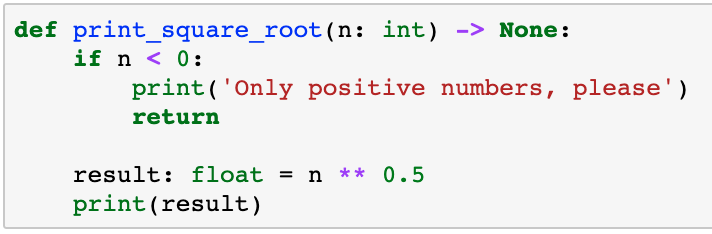 def print_square_root(n: int) -> None:
    if n < 0:
        print('Only positive numbers, please')
        return

    result: float = n ** 0.5
    print(result)